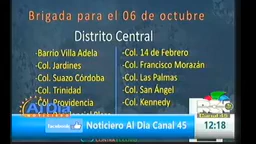 Brigada para el 06 de octubre
Distrito Central
-Barrio Villa Adela
-Col. Jardines
-Col. Suazo Córdoba
-Col. Trinidad
-Col. Providencia
-Col. 14 de Febrero
-Col. Francisco Morazán
-Col. Las Palmas
-Col. San Ángel
-Col. Kennedy
Al Día
Noticiero Al Dia Canal 45
12:18